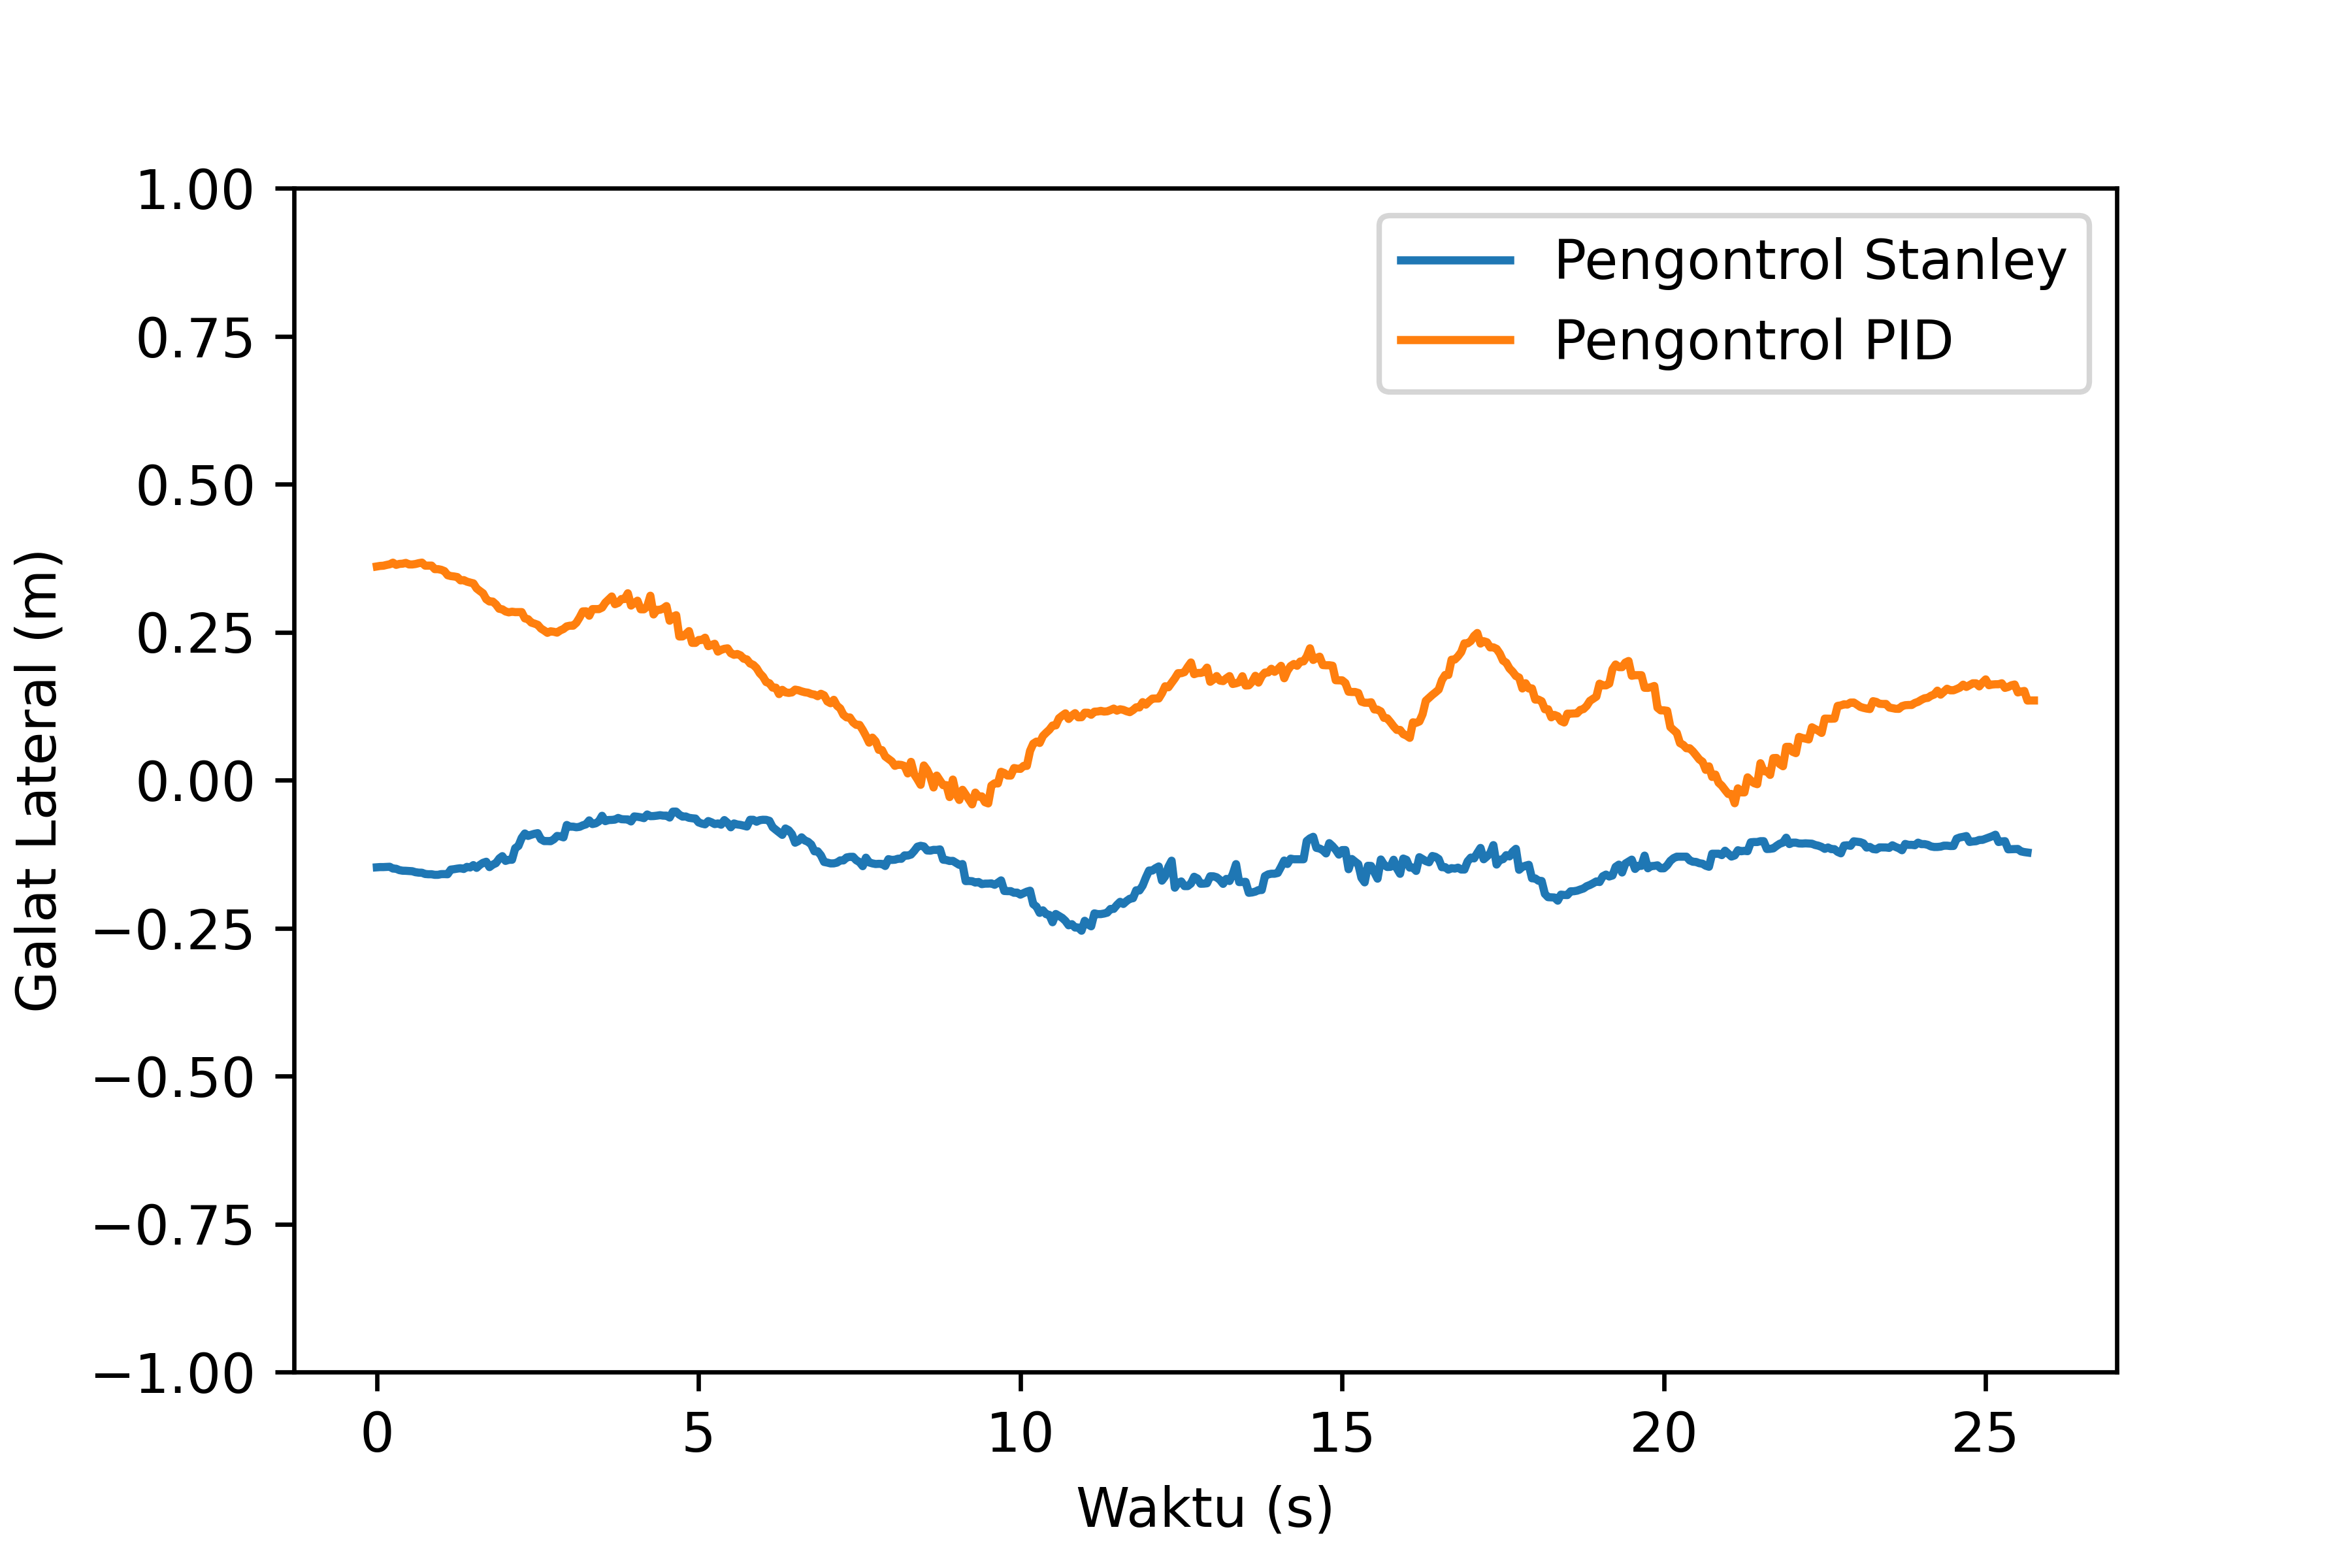 1.00
0.75
0.50
0.25
0.00
−0.25
−0.50
−0.75
−1.00
Galat Lateral (m)
Pengontrol Stanley
Pengontrol PID
0 5 10 15 20 25
Waktu (s)